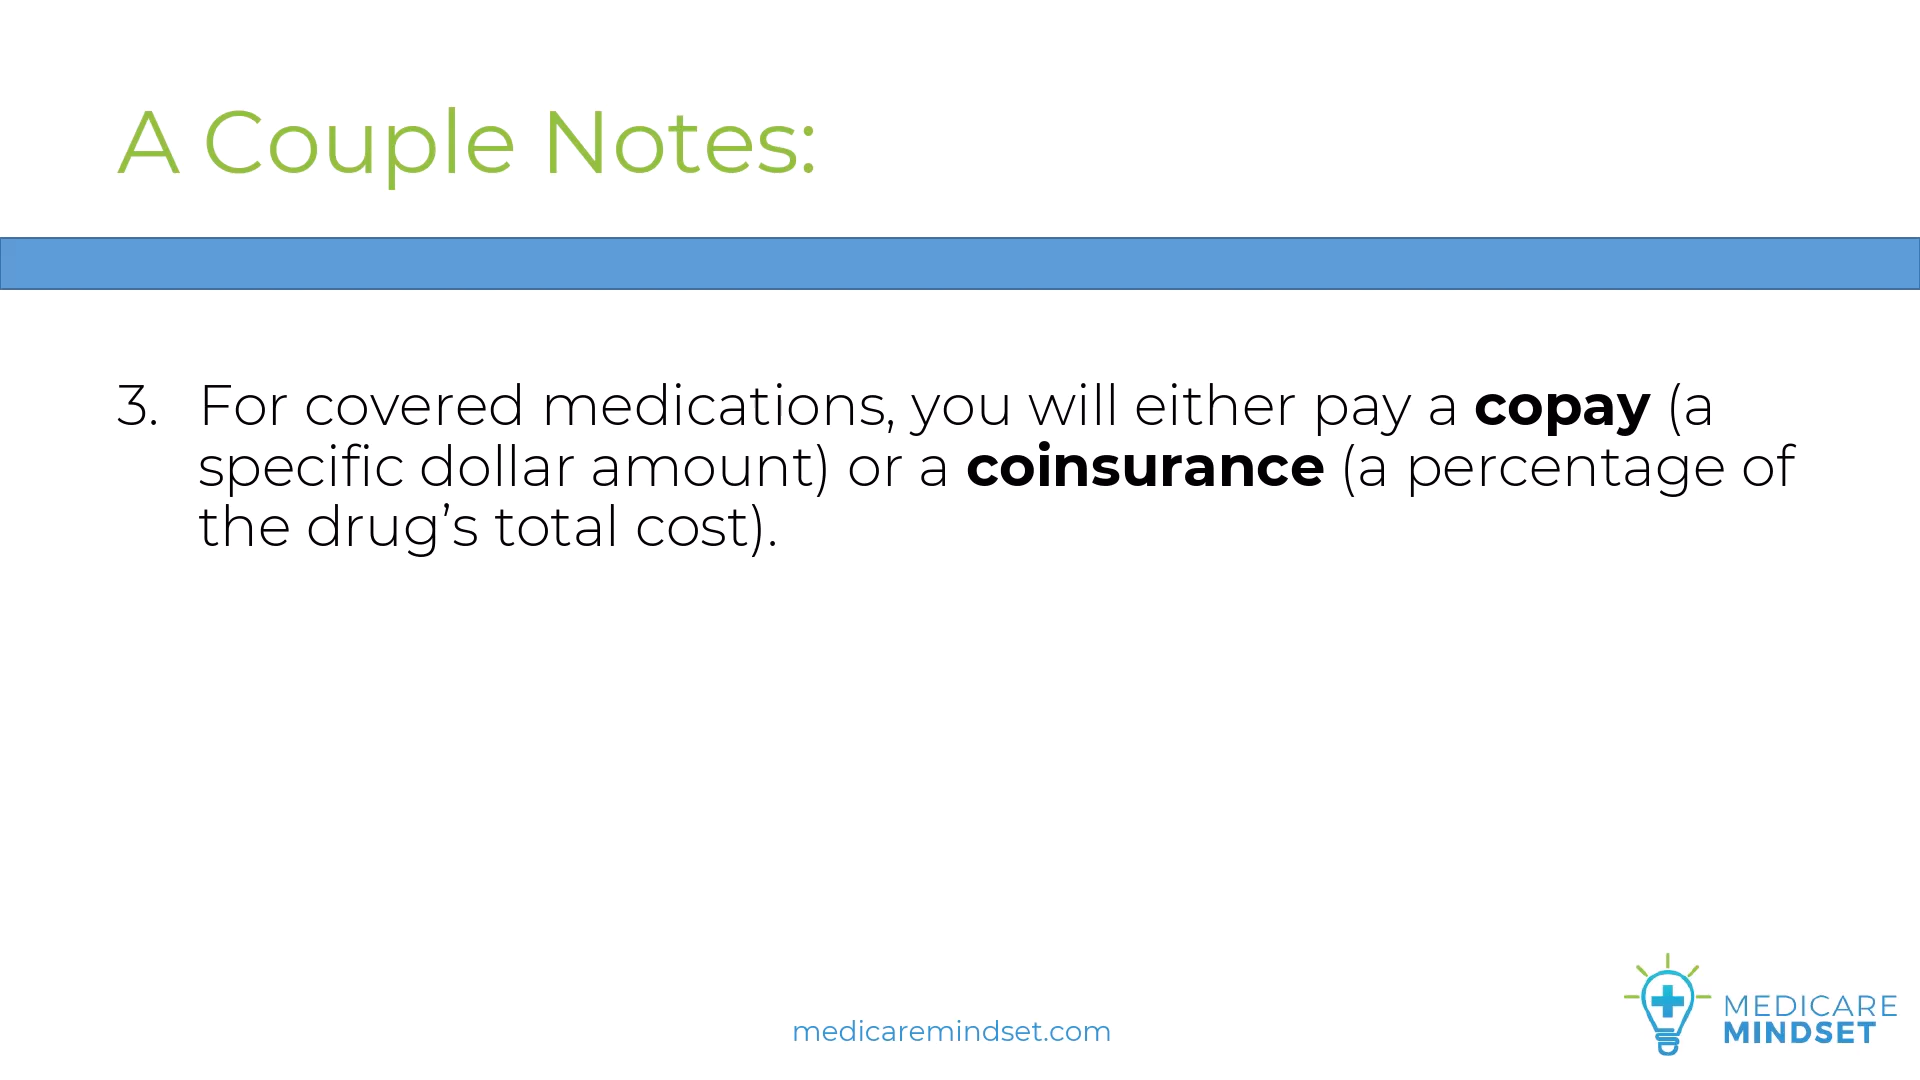 A Couple Notes:
3. For covered medications, you will either pay a copay (a
specific dollar amount) or a coinsurance (a percentage of
the drug’s total cost).
medicaremindset.com
MEDICARE
MINDSET